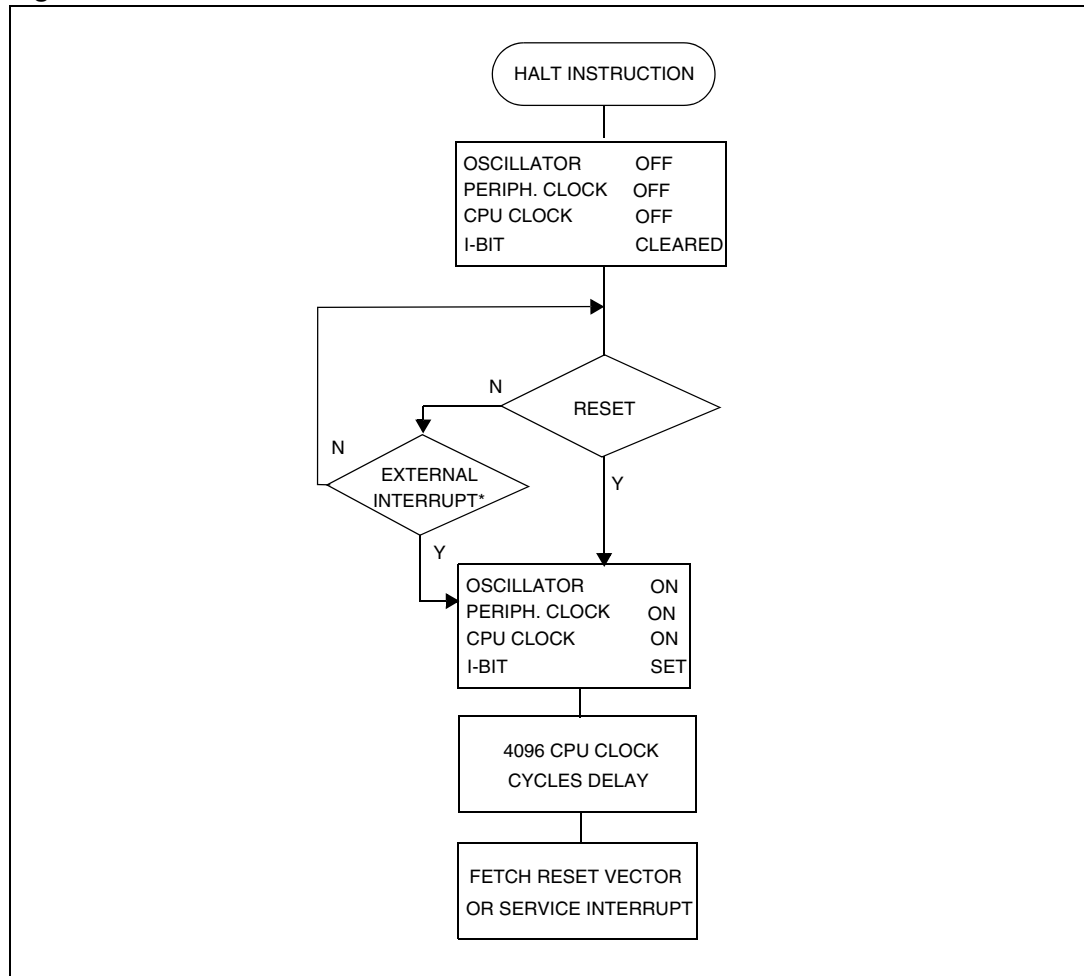 HALT INSTRUCTION
OSCILLATOR OFF
PERIPH. CLOCK OFF
CPU CLOCK OFF
I-BIT CLEARED
N
RESET
N
EXTERNAL
INTERRUPT*
Y
Y
OSCILLATOR ON
PERIPH. CLOCK ON
CPU CLOCK ON
I-BIT SET
4096 CPU CLOCK
CYCLES DELAY
FETCH RESET VECTOR
OR SERVICE INTERRUPT